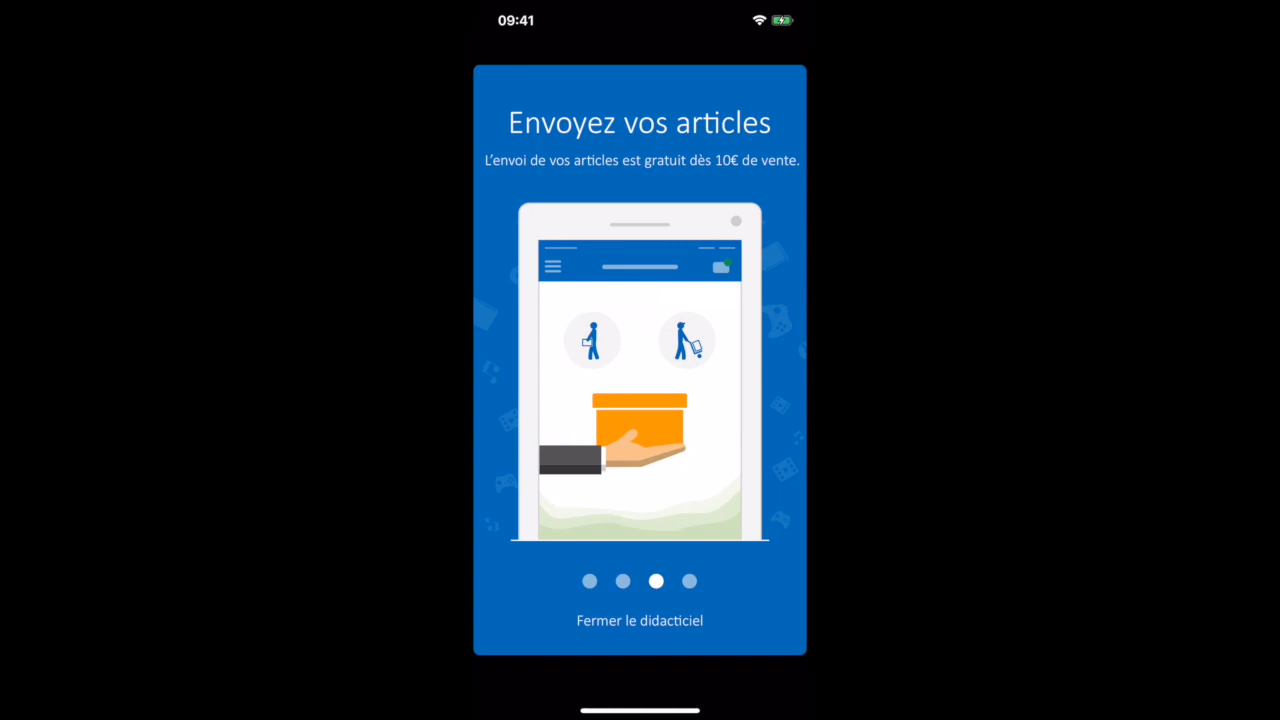 09:41
Envoyez vos articles
L'envoi de vos articles est gratuit dès 10€ de vente.
Fermer le didacticiel